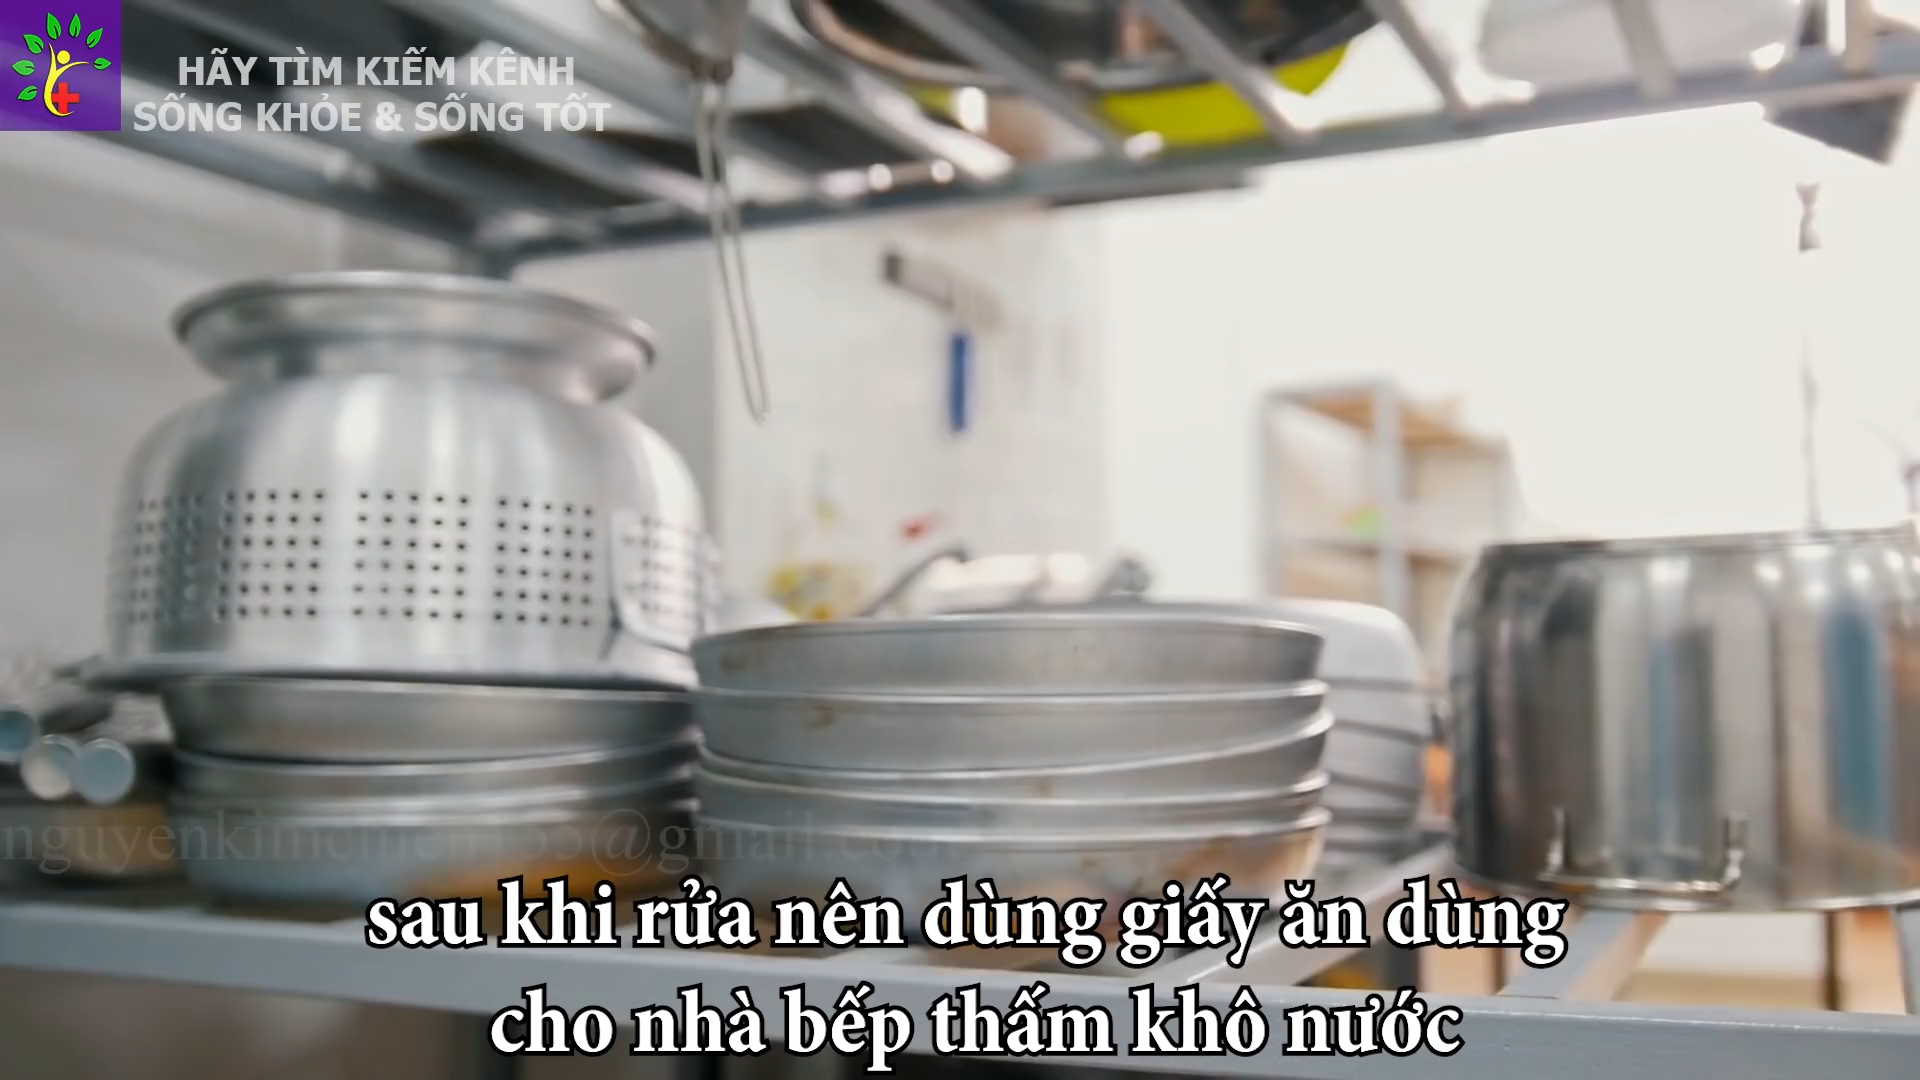 HÃY TÌM KIẾM KÊNH
SỐNG KHỎE & SỐNG TỐT
sau khi rửa nên dùng giấy ăn dùng
cho nhà bếp thấm khô nước